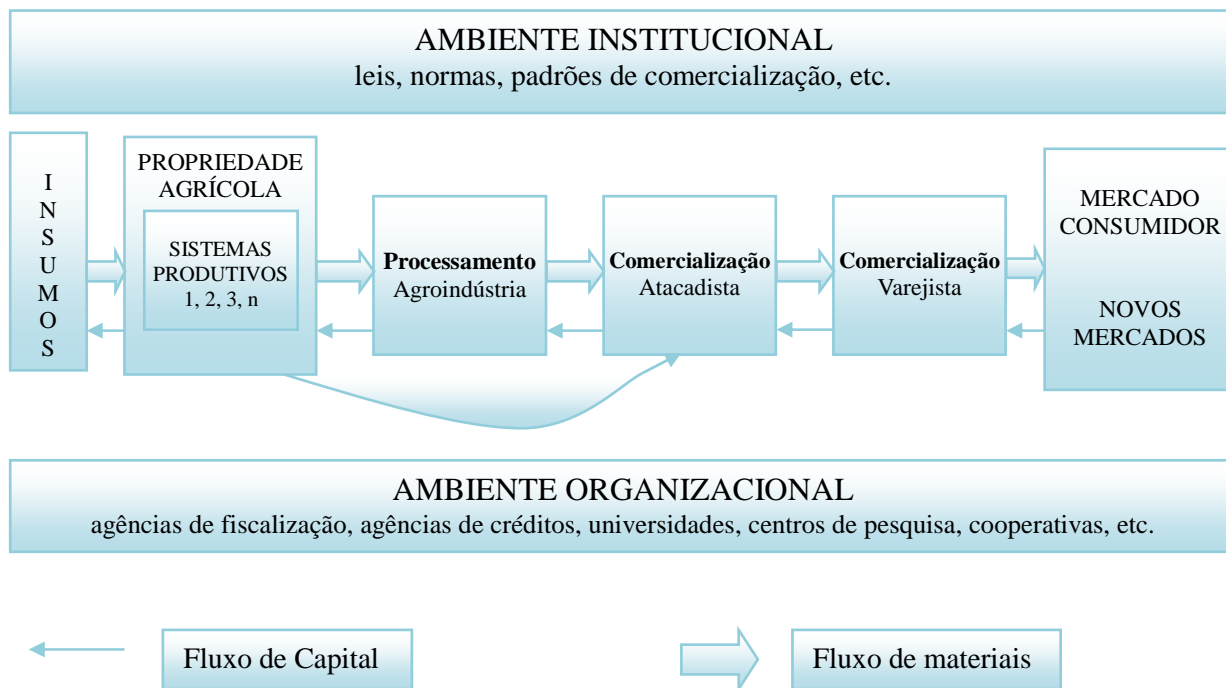 AMBIENTE INSTITUCIONAL
leis, normas, padrões de comercialização, etc.
INSUMOS
PROPRIEDADE
AGRÍCOLA
SISTEMAS
PRODUTIVOS
1, 2, 3, n
Processamento
Agroindústria
Comercialização
Atacadista
Comercialização
Varejista
MERCADO
CONSUMIDOR
NOVOS
MERCADOS
AMBIENTE ORGANIZACIONAL
agências de fiscalização, agências de créditos, universidades, centros de pesquisa, cooperativas, etc.
Fluxo de Capital
Fluxo de materiais